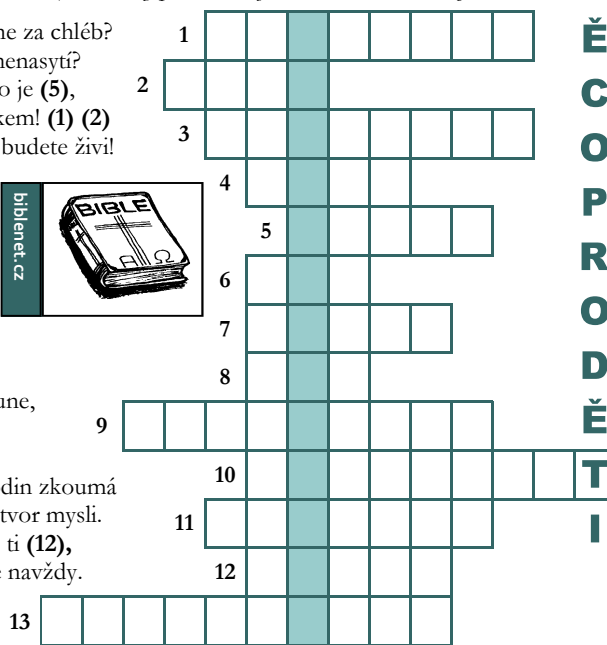 ne za chléb?
nenasytí?
o je (5),
kem! (1) (2)
budete živi!
biblenet.cz
BIBLE
Α Ω
une,
din zkoumá
tvor mysli.
ti (12),
e navždy.
1
2
3
4
5
6
7
8
9
10
11
12
13
Ě
C
O
P
R
O
D
Ě
T
I